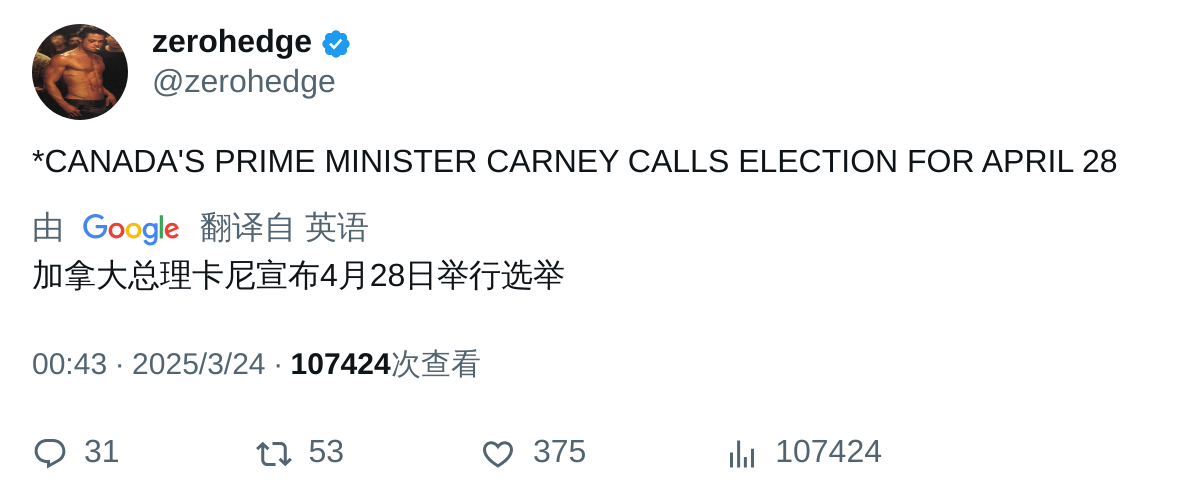 zerohedge
@zerohedge
*CANADA'S PRIME MINISTER CARNEY CALLS ELECTION FOR APRIL 28
由 Google 翻译自 英语
加拿大总理卡尼宣布4月28日举行选举
00:43 · 2025/3/24 · 107424次查看
31 53 375 107424